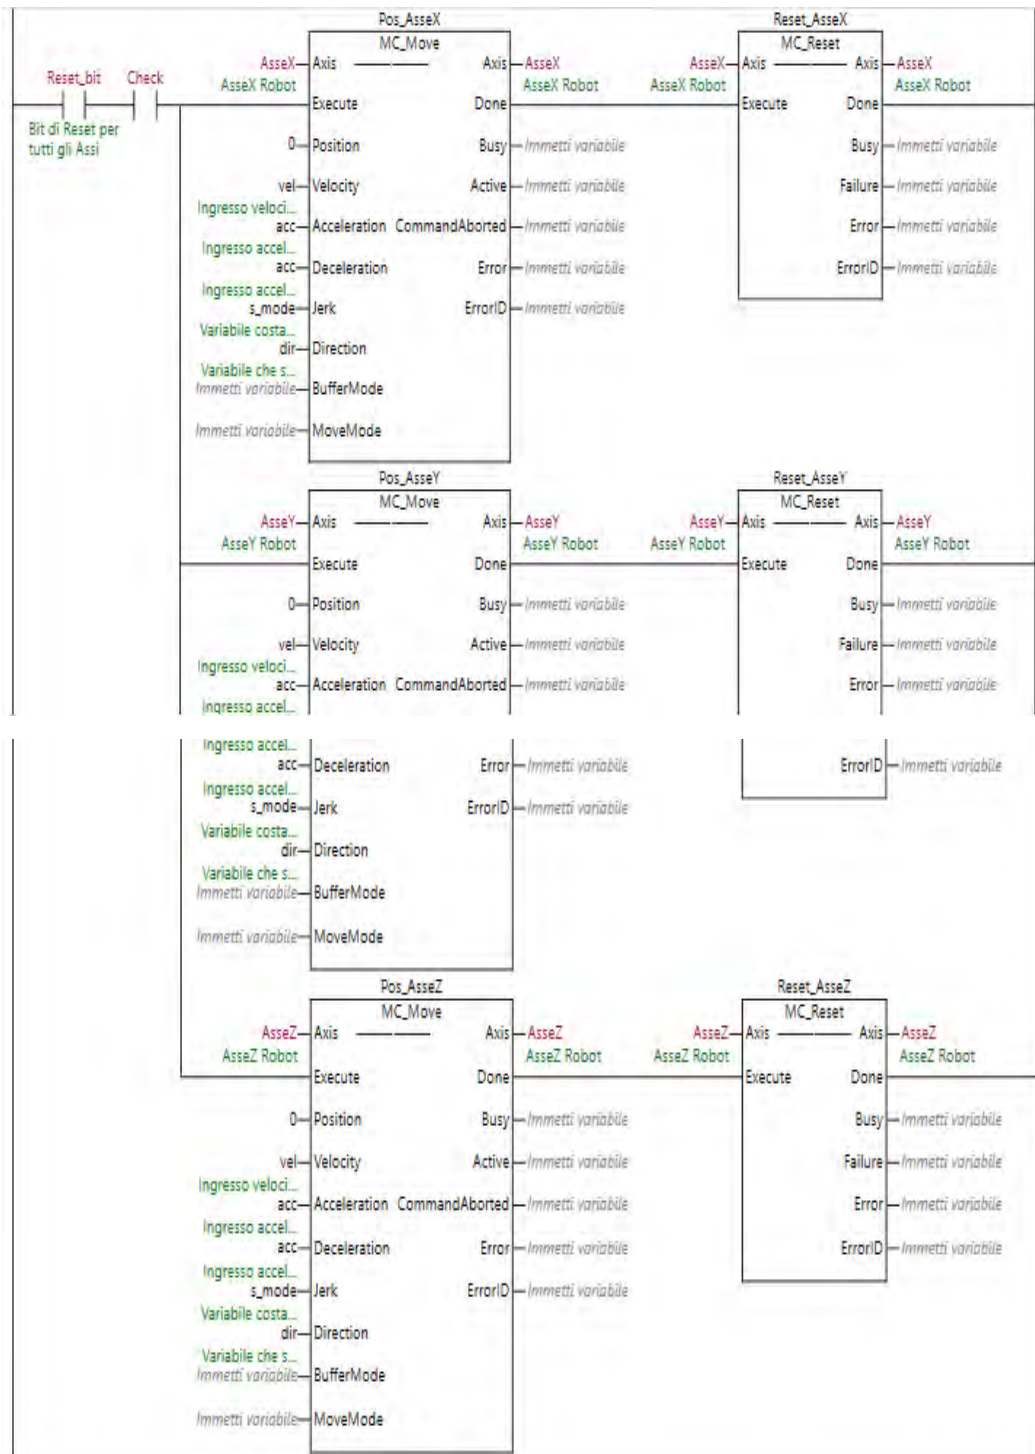 Pos_AsseX Reset_AsseX
MC_Move MC_Reset
AsseX Axis Axis AsseX AsseX Axis Axis AsseX
Reset_bit Check AsseX Robot AsseX Robot AsseX Robot AsseX Robot
Execute Done Execute Done
Bit di Reset per
tutti gli Assi
0 Position Busy Immetti variabile Busy Immetti variabile
vel Velocity Active Immetti variabile Failure Immetti variabile
Ingresso veloci...
acc Acceleration CommandAborted Immetti variabile Error Immetti variabile
Ingresso accel...
acc Deceleration Error Immetti variabile ErrorID Immetti variabile
Ingresso accel...
s_mode Jerk ErrorID Immetti variabile
Variabile costa...
dir Direction
Variabile che s...
Immetti variabile BufferMode
Immetti variabile MoveMode
Pos_AsseY Reset_AsseY
MC_Move MC_Reset
AsseY Axis Axis AsseY AsseY Axis Axis AsseY
AsseY Robot AsseY Robot AsseY Robot AsseY Robot
Execute Done Execute Done
0 Position Busy Immetti variabile Busy Immetti variabile
vel Velocity Active Immetti variabile Failure Immetti variabile
Ingresso veloci...
acc Acceleration CommandAborted Immetti variabile Error Immetti variabile
Ingresso accel...
Ingresso accel...
acc Deceleration Error Immetti variabile ErrorID Immetti variabile
Ingresso accel...
s_mode Jerk ErrorID Immetti variabile
Variabile costa...
dir Direction
Variabile che s...
Immetti variabile BufferMode
Immetti variabile MoveMode
Pos_AsseZ Reset_AsseZ
MC_Move MC_Reset
AsseZ Axis Axis AsseZ AsseZ Axis Axis AsseZ
AsseZ Robot AsseZ Robot AsseZ Robot AsseZ Robot
Execute Done Execute Done
0 Position Busy Immetti variabile Busy Immetti variabile
vel Velocity Active Immetti variabile Failure Immetti variabile
Ingresso veloci...
acc Acceleration CommandAborted Immetti variabile Error Immetti variabile
Ingresso accel...
acc Deceleration Error Immetti variabile ErrorID Immetti variabile
Ingresso accel...
s_mode Jerk ErrorID Immetti variabile
Variabile costa...
dir Direction
Variabile che s...
Immetti variabile BufferMode
Immetti variabile MoveMode